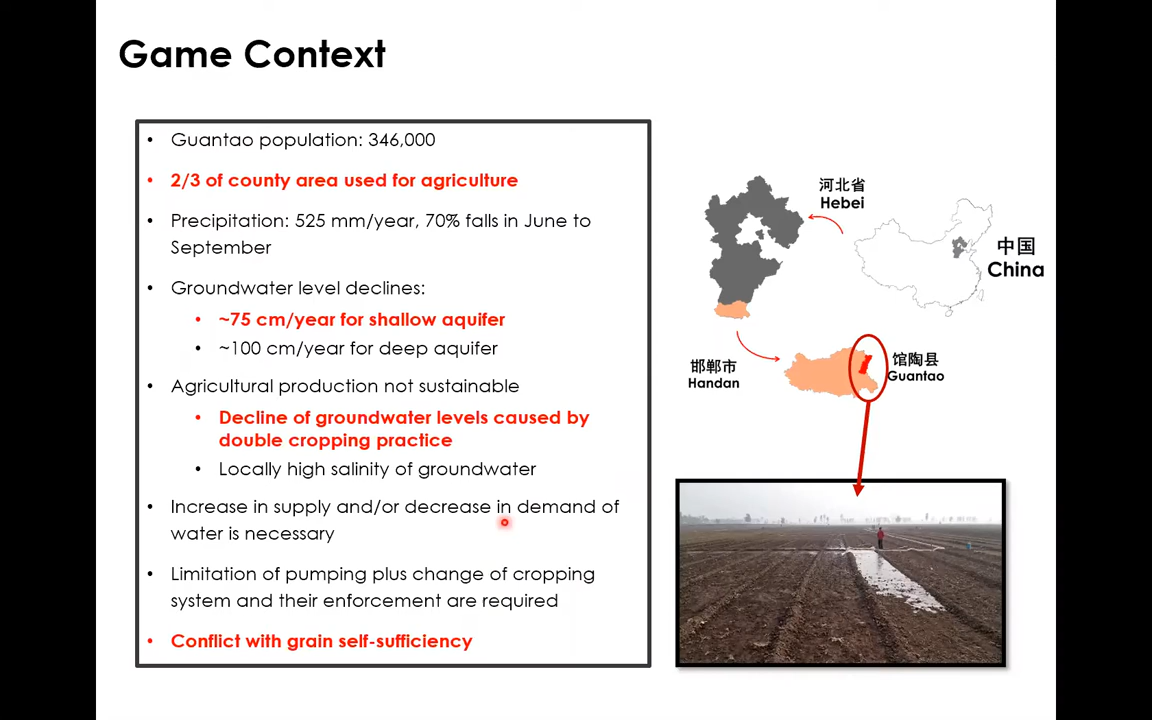 Game Context
• Guantao population: 346,000
• 2/3 of county area used for agriculture
• Precipitation: 525 mm/year, 70% falls in June to
September
• Groundwater level declines:
• ~75 cm/year for shallow aquifer
• ~100 cm/year for deep aquifer
• Agricultural production not sustainable
• Decline of groundwater levels caused by
double cropping practice
• Locally high salinity of groundwater
• Increase in supply and/or decrease in demand of
water is necessary
• Limitation of pumping plus change of cropping
system and their enforcement are required
• Conflict with grain self-sufficiency
河北省
Hebei
中国
China
邯郸市
Handan
馆陶县
Guantao